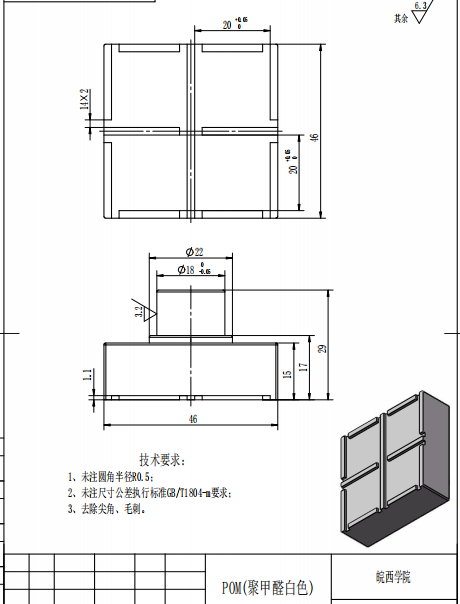 6.3
其余
20 +0.05 0
14×2
46
20 +0.05 0
Φ22
Φ18 0 -0.05
3.2
1.1
15
17
29
46
技术要求:
1、未注圆角半径R0.5;
2、未注尺寸公差执行标准GB/T1804-m要求;
3、去除尖角、毛刺。
POM(聚甲醛白色)
皖西学院